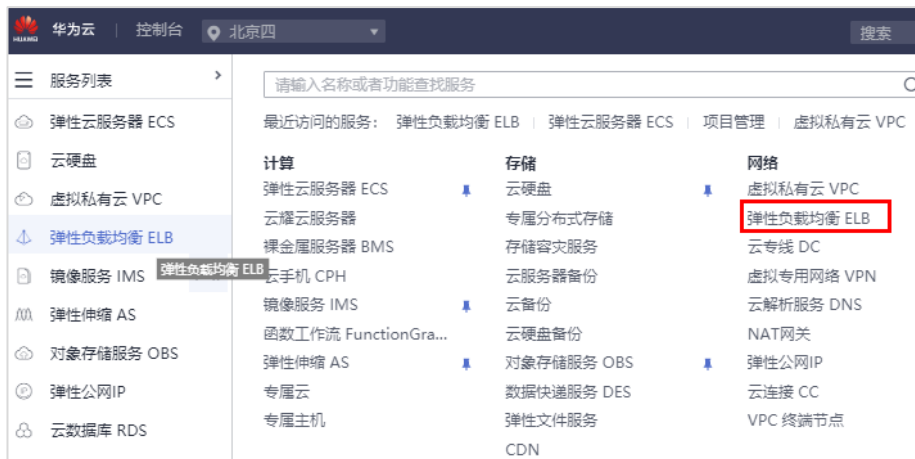 HUAWEI 华为云 控制台 北京四 搜索
服务列表
请输入名称或者功能查找服务
最近访问的服务： 弹性负载均衡 ELB 弹性云服务器 ECS 项目管理 虚拟私有云 VPC
弹性云服务器 ECS
云硬盘
虚拟私有云 VPC
弹性负载均衡 ELB
弹性负载均衡 ELB
镜像服务 IMS
弹性伸缩 AS
对象存储服务 OBS
弹性公网IP
云数据库 RDS
计算
弹性云服务器 ECS
云耀云服务器
裸金属服务器 BMS
云手机 CPH
镜像服务 IMS
函数工作流 FunctionGra...
弹性伸缩 AS
专属云
专属主机
存储
云硬盘
专属分布式存储
存储容灾服务
云服务器备份
云备份
云硬盘备份
对象存储服务 OBS
数据快递服务 DES
弹性文件服务
CDN
网络
虚拟私有云 VPC
弹性负载均衡 ELB
云专线 DC
虚拟专用网络 VPN
云解析服务 DNS
NAT网关
弹性公网IP
云连接 CC
VPC 终端节点